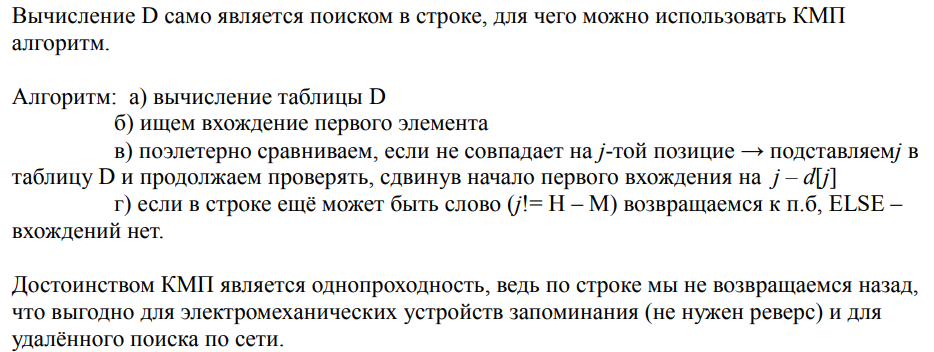 Вычисление D само является поиском в строке, для чего можно использовать КМП
алгоритм.
Алгоритм: а) вычисление таблицы D
б) ищем вхождение первого элемента
в) поэлетерно сравниваем, если не совпадает на j-той позицие → подставляемj в
таблицу D и продолжаем проверять, сдвинув начало первого вхождения на j – d[j]
г) если в строке ещё может быть слово (j!= Н – М) возвращаемся к п.б, ELSE –
вхождений нет.
Достоинством КМП является однопроходность, ведь по строке мы не возвращаемся назад,
что выгодно для электромеханических устройств запоминания (не нужен реверс) и для
удалённого поиска по сети.